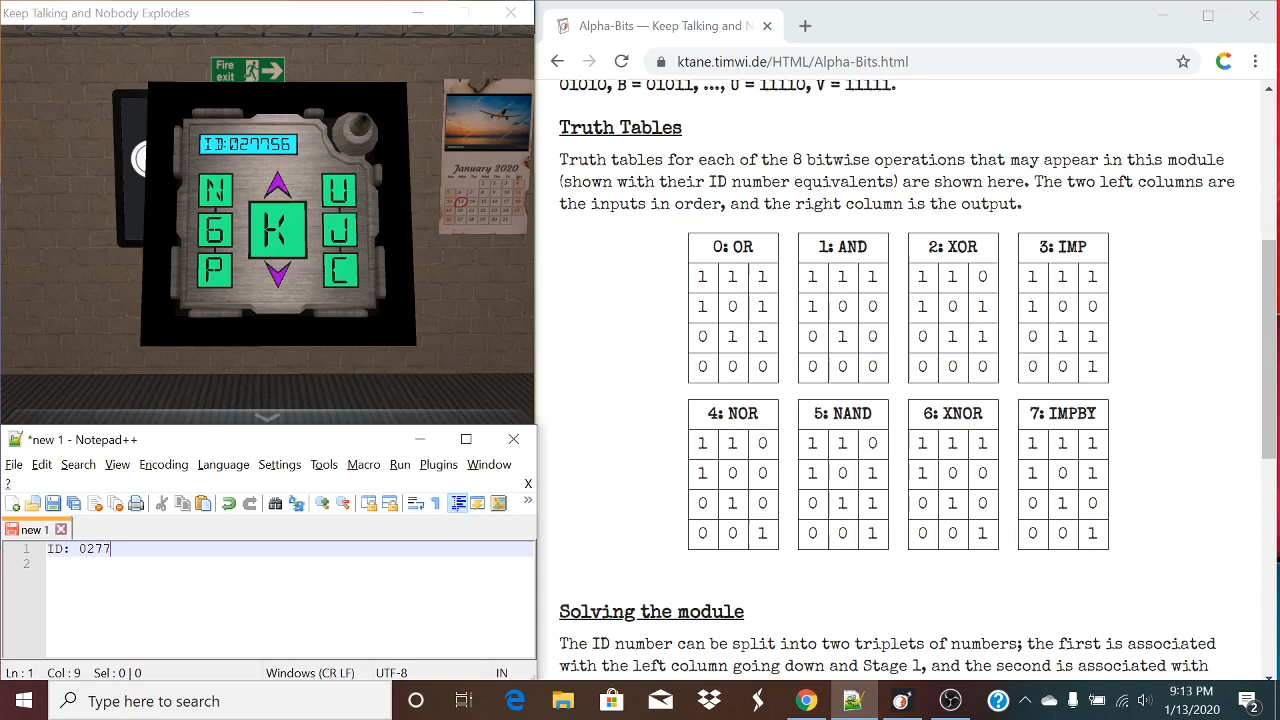 Keep Talking and Nobody Explodes
Fire
exit
ID:027756
N
U
6
K
J
P
C
January 2020
*new 1 - Notepad++
File Edit Search View Encoding Language Settings Tools Macro Run Plugins Window
? X
new 1
1 ID: 0277
2
Ln : 1 Col : 9 Sel : 0 | 0 Windows (CR LF) UTF-8 IN
Alpha-Bits — Keep Talking and N
ktane.timwi.de/HTML/Alpha-Bits.html
01010, B = 01011, ..., U = 11110, V = 11111.
Truth Tables
Truth tables for each of the 8 bitwise operations that may appear in this module
(shown with their ID number equivalents) are shown here. The two left columns are
the inputs in order, and the right column is the output.
0: OR 1: AND 2: XOR 3: IMP
1 1 1 1 1 1 1 1 0 1 1 1
1 0 1 1 0 0 1 0 1 1 0 0
0 1 1 0 1 0 0 1 1 0 1 1
0 0 0 0 0 0 0 0 0 0 0 1
4: NOR 5: NAND 6: XNOR 7: IMPBY
1 1 0 1 1 0 1 1 1 1 1 1
1 0 0 1 0 1 1 0 0 1 0 1
0 1 0 0 1 1 0 1 0 0 1 0
0 0 1 0 0 1 0 0 1 0 0 1
Solving the module
The ID number can be split into two triplets of numbers; the first is associated
with the left column going down and Stage 1, and the second is associated with
Type here to search
9:13 PM
1/13/2020
2